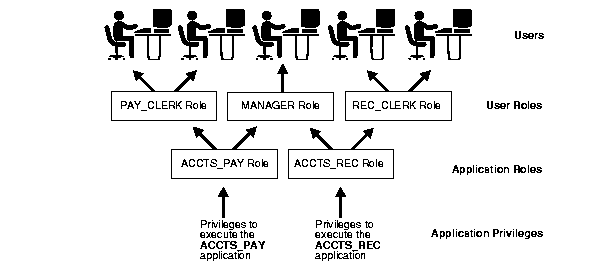 Users
PAY_CLERK Role
MANAGER Role
REC_CLERK Role
User Roles
ACCTS_PAY Role
ACCTS_REC Role
Application Roles
Privileges to
execute the
ACCTS_PAY
application
Privileges to
execute the
ACCTS_REC
application
Application Privileges